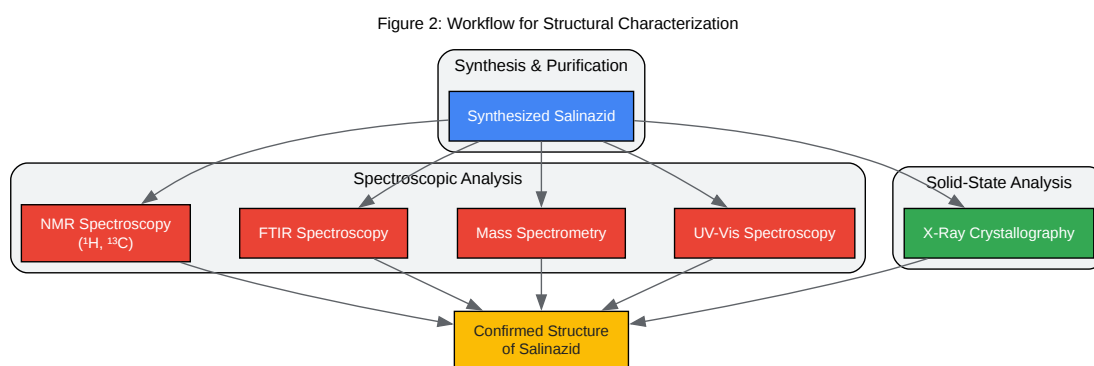 Figure 2: Workflow for Structural Characterization
Synthesis & Purification
Synthesized Salinazid
Spectroscopic Analysis
Solid-State Analysis
NMR Spectroscopy
(¹H, ¹³C)
FTIR Spectroscopy
Mass Spectrometry
UV-Vis Spectroscopy
X-Ray Crystallography
Confirmed Structure
of Salinazid